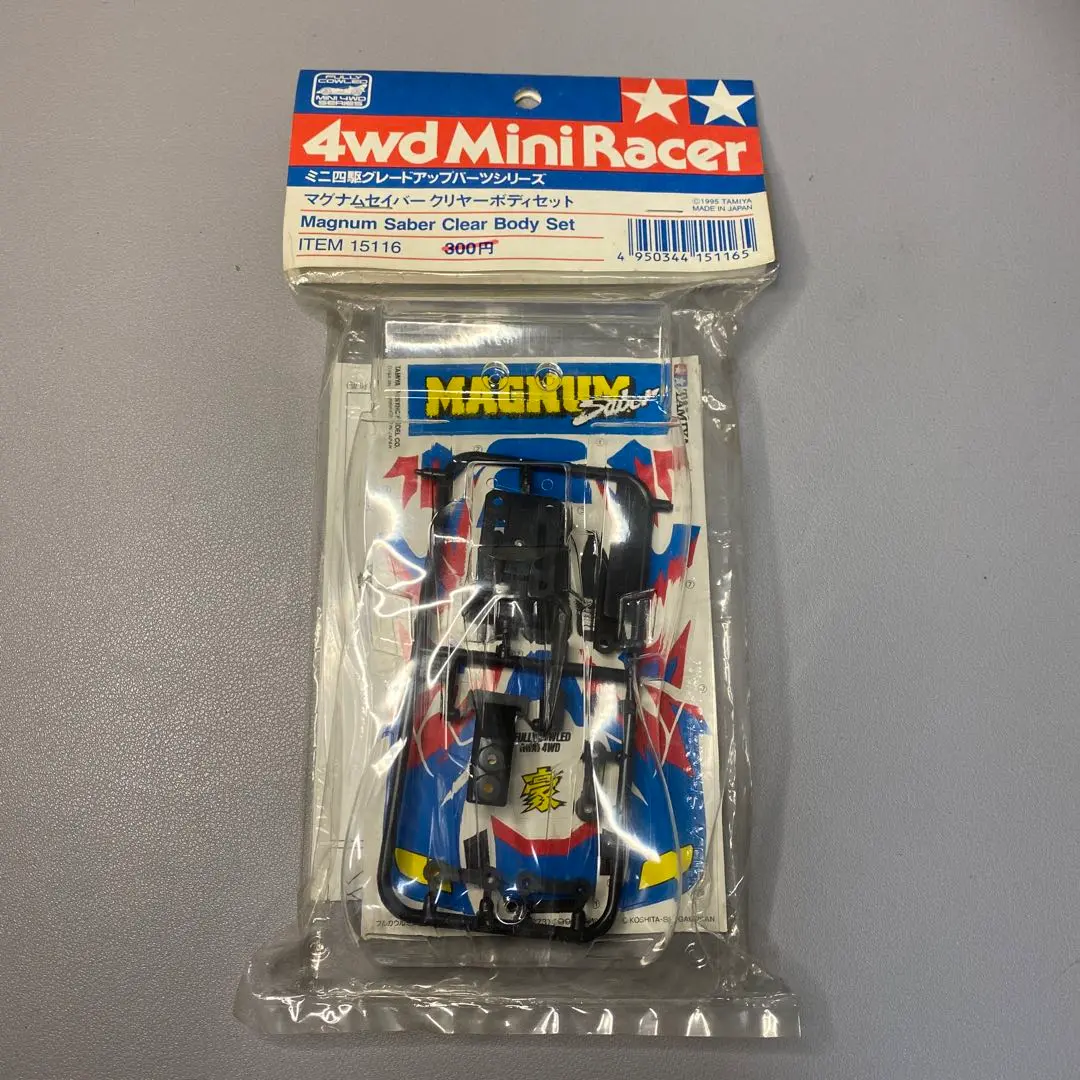 FULLY
COWLED
MINI 4WD
SERIES
4wd Mini Racer
ミニ四駆グレードアップパーツシリーズ
マグナムセイバー クリヤーボディセット
©1995 TAMIYA
MADE IN JAPAN
Magnum Saber Clear Body Set
ITEM 15116
300円
4 950344 151165
MAGNUM
Saber
TAMIYA
FULLY COWLED
MINI 4WD
豪